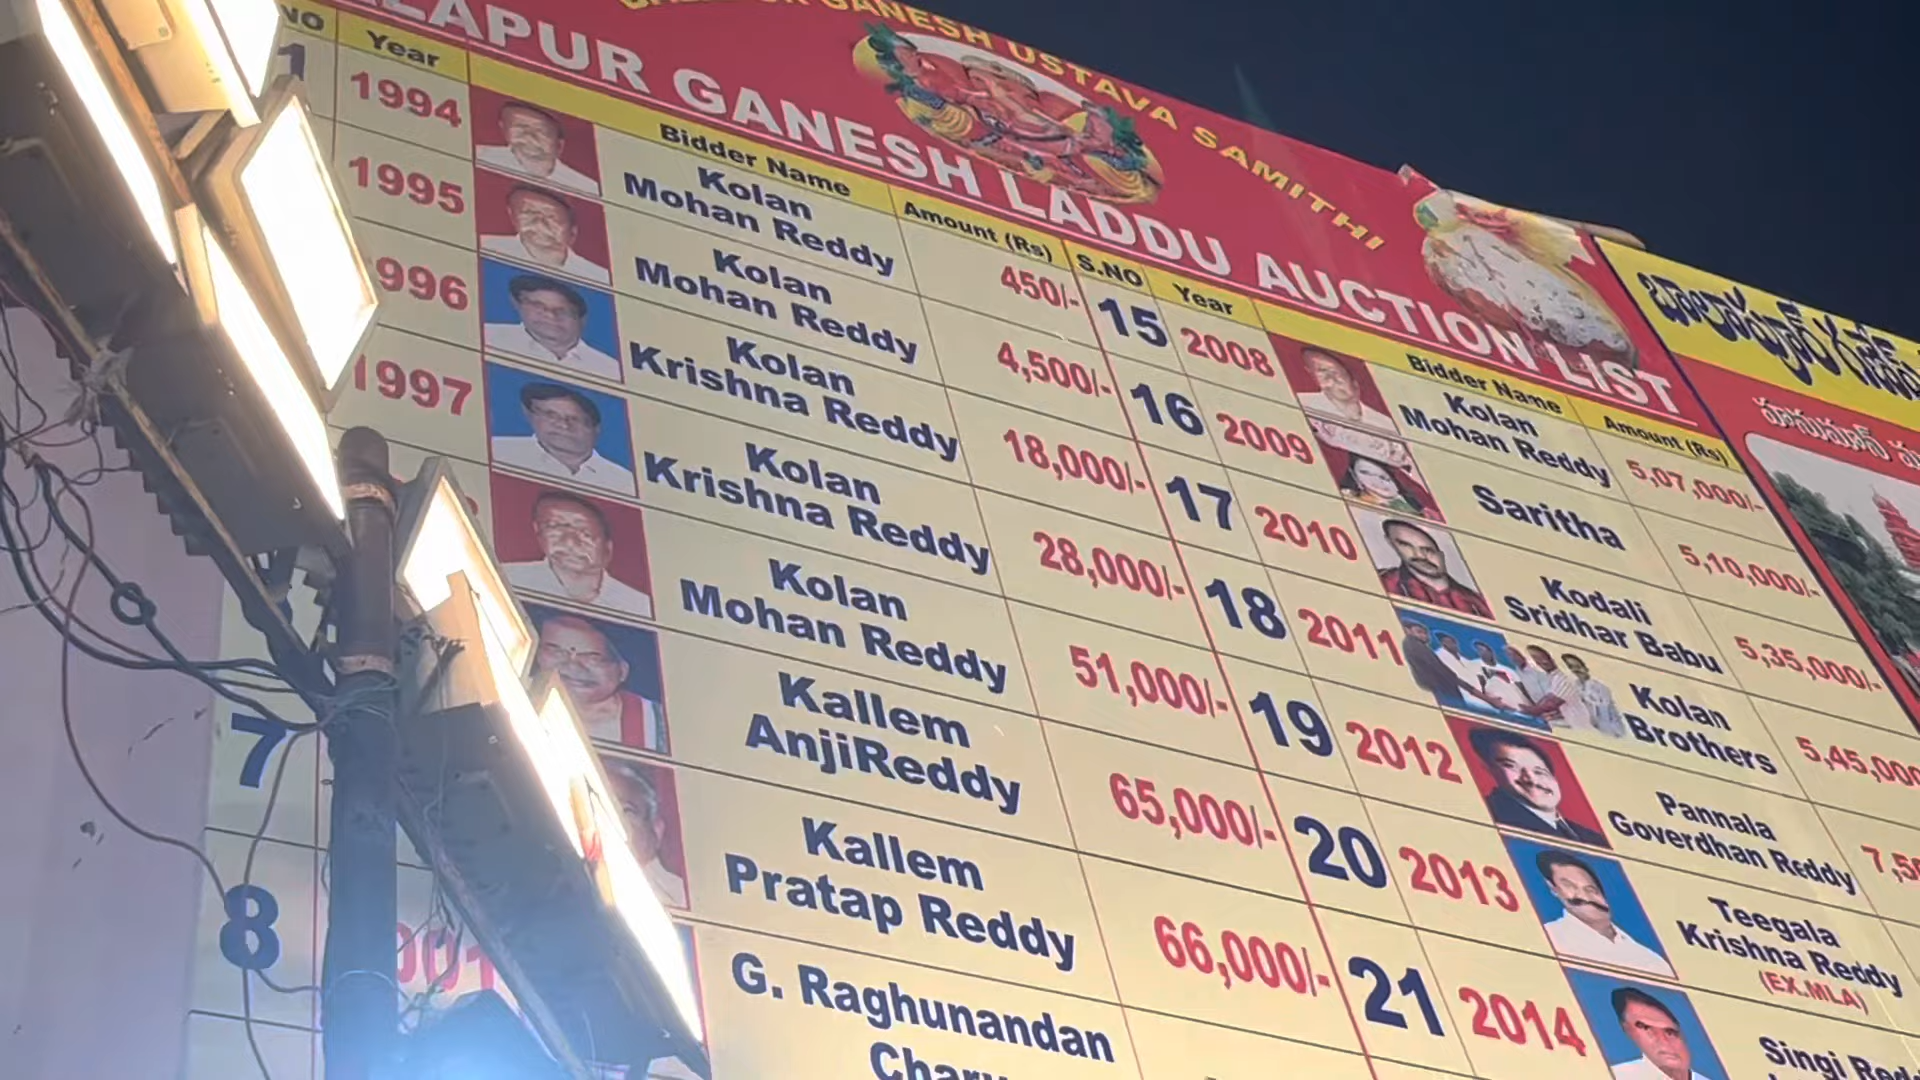 GANESH USTAVA SAMITHI
LAPUR GANESH LADDU AUCTION LIST
NO Year Bidder Name Amount (Rs)
1 1994 Kolan Mohan Reddy 450/-
1995 Kolan Mohan Reddy 4,500/-
996 Kolan Krishna Reddy 18,000/-
1997 Kolan Krishna Reddy 28,000/-
Kolan Mohan Reddy 51,000/-
Kallem AnjiReddy 65,000/-
7 Kallem Pratap Reddy 66,000/-
8 001 G. Raghunandan
S.NO Year Bidder Name Amount (Rs)
15 2008 Kolan Mohan Reddy 5,07,000/-
16 2009 Saritha 5,10,000/-
17 2010 Kodali Sridhar Babu 5,35,000/-
18 2011 Kolan Brothers 5,45,000
19 2012 Pannala Goverdhan Reddy 7,5
20 2013 Teegala Krishna Reddy (EX.MLA)
21 2014 Singi
బాలాపూర్ గణేష్